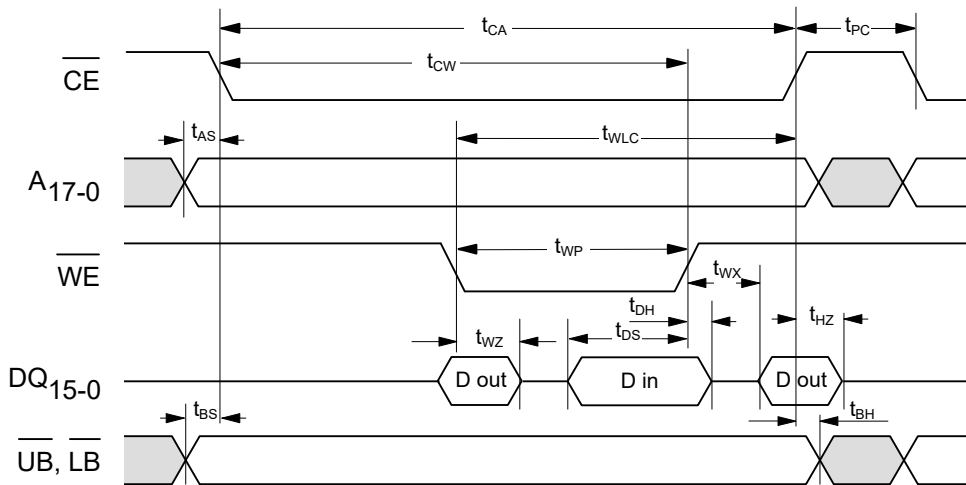 tCA
tPC
CE
tCW
tAS
tWLC
A17-0
WE
tWP
tWX
tDH
tHZ
tWZ
tDS
DQ15-0
D out
D in
D out
tBS
tBH
UB, LB